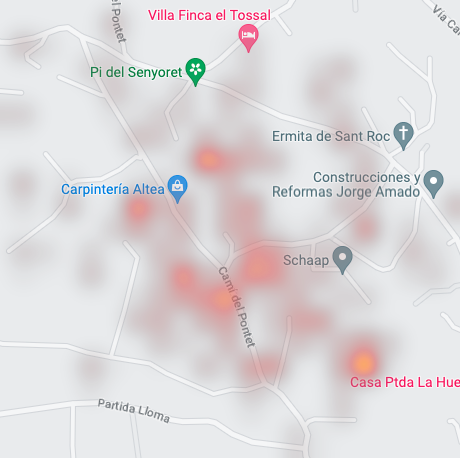 del Pontet
Villa Finca el Tossal
Via Ca
Pi del Senyoret
Ermita de Sant Roc
Construcciones y
Reformas Jorge Amado
Carpintería Altea
Schaap
Camí del Pontet
Casa Ptda La Hue
Partida Lloma